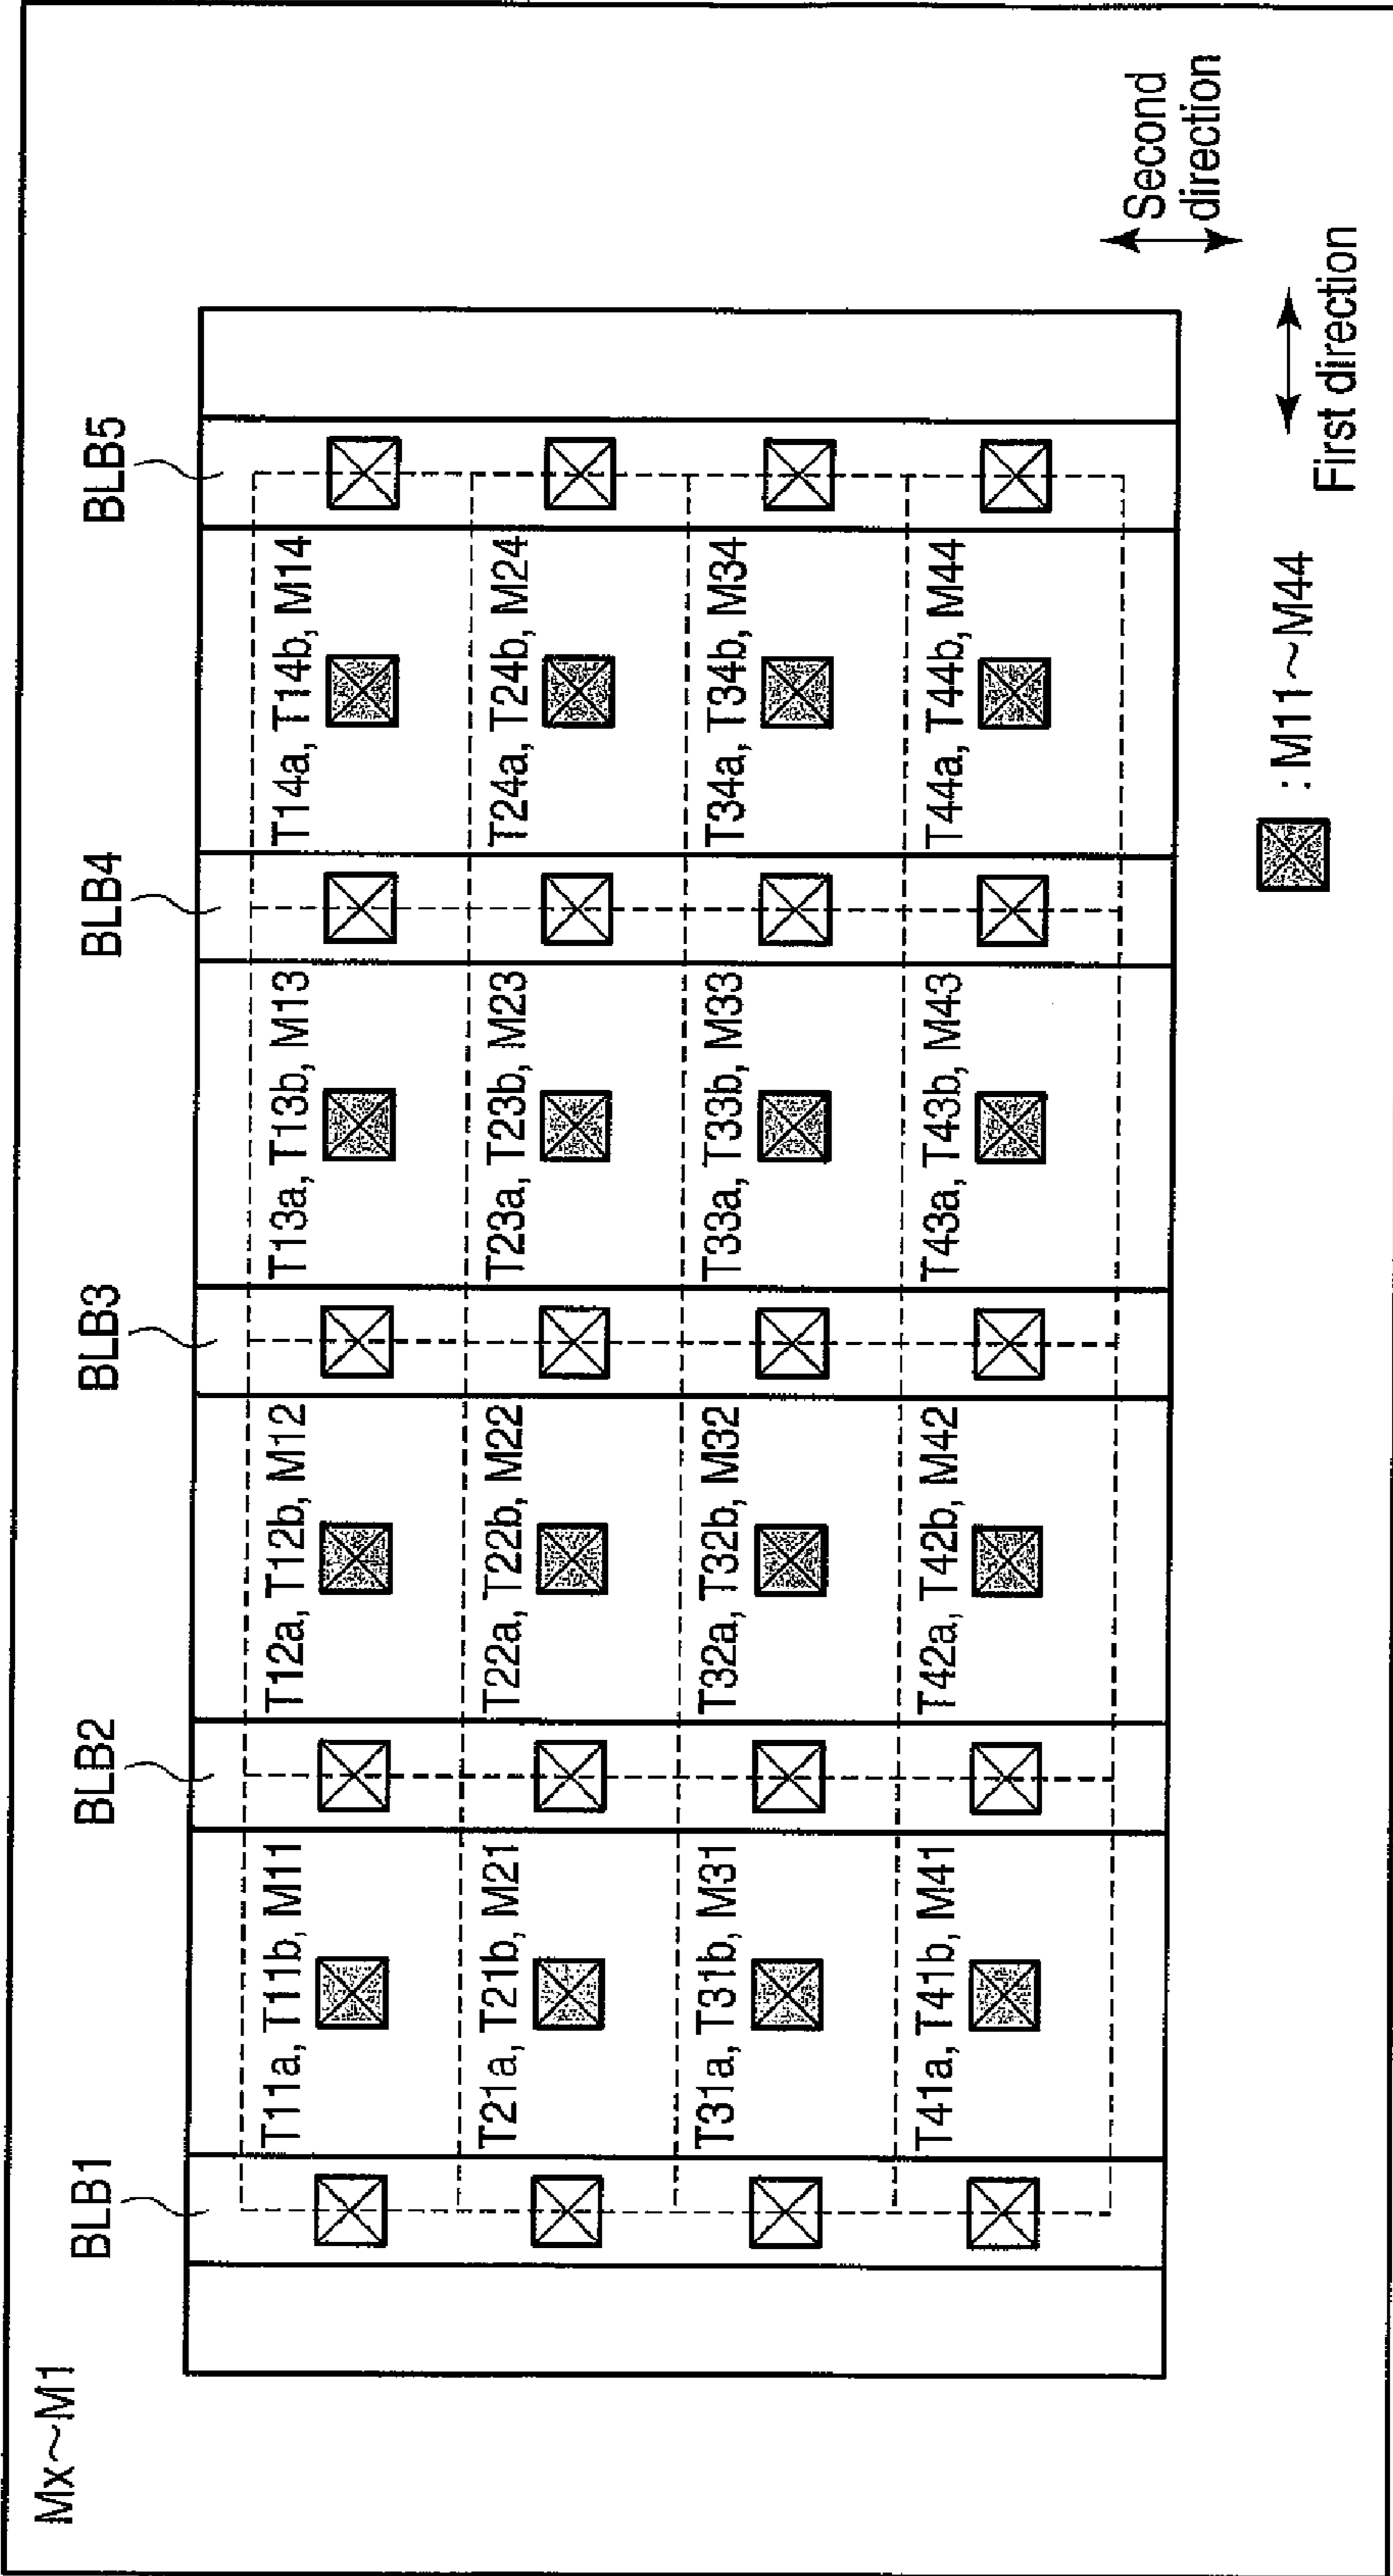 Mx~M1
BLB1
BLB2
BLB3
BLB4
BLB5
T11a, T11b, M11
T12a, T12b, M12
T13a, T13b, M13
T14a, T14b, M14
T21a, T21b, M21
T22a, T22b, M22
T23a, T23b, M23
T24a, T24b, M24
T31a, T31b, M31
T32a, T32b, M32
T33a, T33b, M33
T34a, T34b, M34
T41a, T41b, M41
T42a, T42b, M42
T43a, T43b, M43
T44a, T44b, M44
Second
direction
First direction
: M11~M44